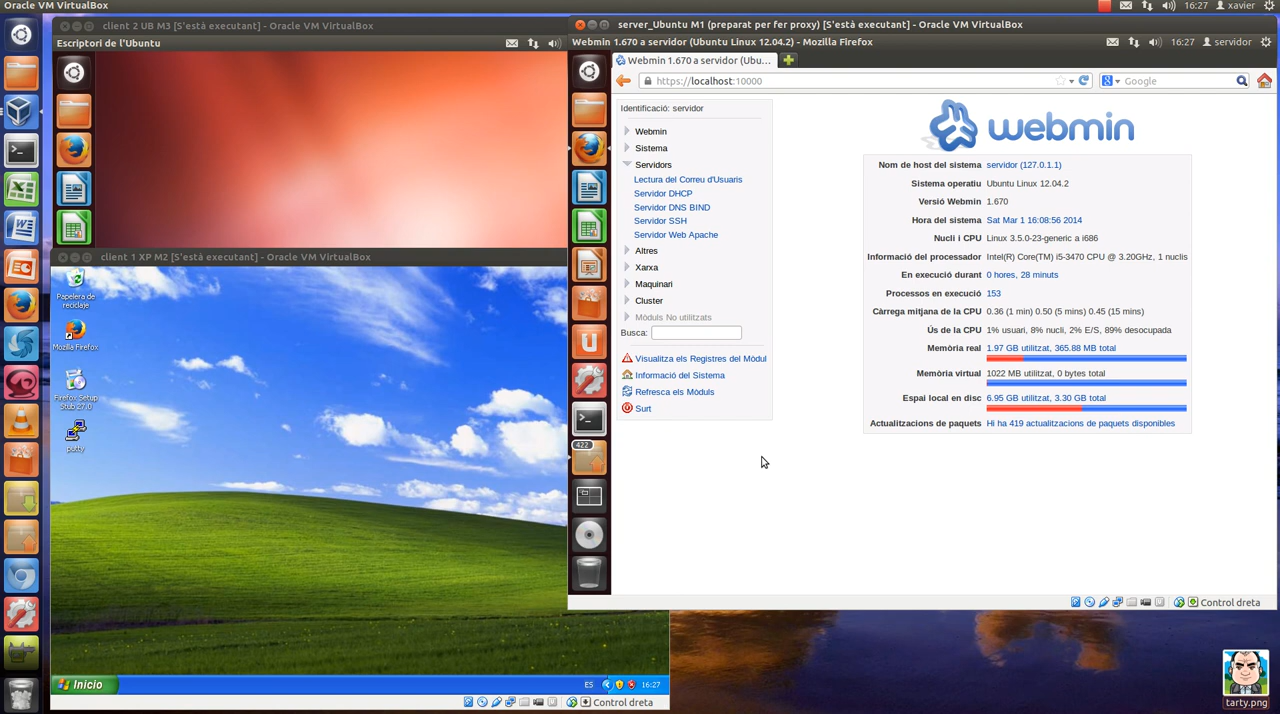 Oracle VM VirtualBox
16:27 xavier
client 2 UB M3 [S'està executant] - Oracle VM VirtualBox
Escriptori de l'Ubuntu
client 1 XP M2 [S'està executant] - Oracle VM VirtualBox
Papelera de
reciclaje
Mozilla Firefox
Firefox Setup
Stub 27.0
putty
Inicio
ES 16:27
Control dreta
server_Ubuntu M1 (preparat per fer proxy) [S'està executant] - Oracle VM VirtualBox
Webmin 1.670 a servidor (Ubuntu Linux 12.04.2) - Mozilla Firefox
16:27 servidor
Webmin 1.670 a servidor (Ubu...
https://localhost:10000
Google
422
Identificació: servidor
Webmin
Sistema
Servidors
Lectura del Correu d'Usuaris
Servidor DHCP
Servidor DNS BIND
Servidor SSH
Servidor Web Apache
Altres
Xarxa
Maquinari
Cluster
Mòduls No utilitzats
Busca:
Visualitza els Registres del Mòdul
Informació del Sistema
Refresca els Mòduls
Surt
webmin
Nom de host del sistema servidor (127.0.1.1)
Sistema operatiu Ubuntu Linux 12.04.2
Versió Webmin 1.670
Hora del sistema Sat Mar 1 16:08:56 2014
Nucli i CPU Linux 3.5.0-23-generic a i686
Informació del processador Intel(R) Core(TM) i5-3470 CPU @ 3.20GHz, 1 nuclis
En execució durant 0 hores, 28 minuts
Processos en execució 153
Càrrega mitjana de la CPU 0.36 (1 min) 0.50 (5 mins) 0.45 (15 mins)
Ús de la CPU 1% usuari, 8% nucli, 2% E/S, 89% desocupada
Memòria real 1.97 GB utilitzat, 365.88 MB total
Memòria virtual 1022 MB utilitzat, 0 bytes total
Espai local en disc 6.95 GB utilitzat, 3.30 GB total
Actualitzacions de paquets Hi ha 419 actualitzacions de paquets disponibles
Control dreta
tarty.png